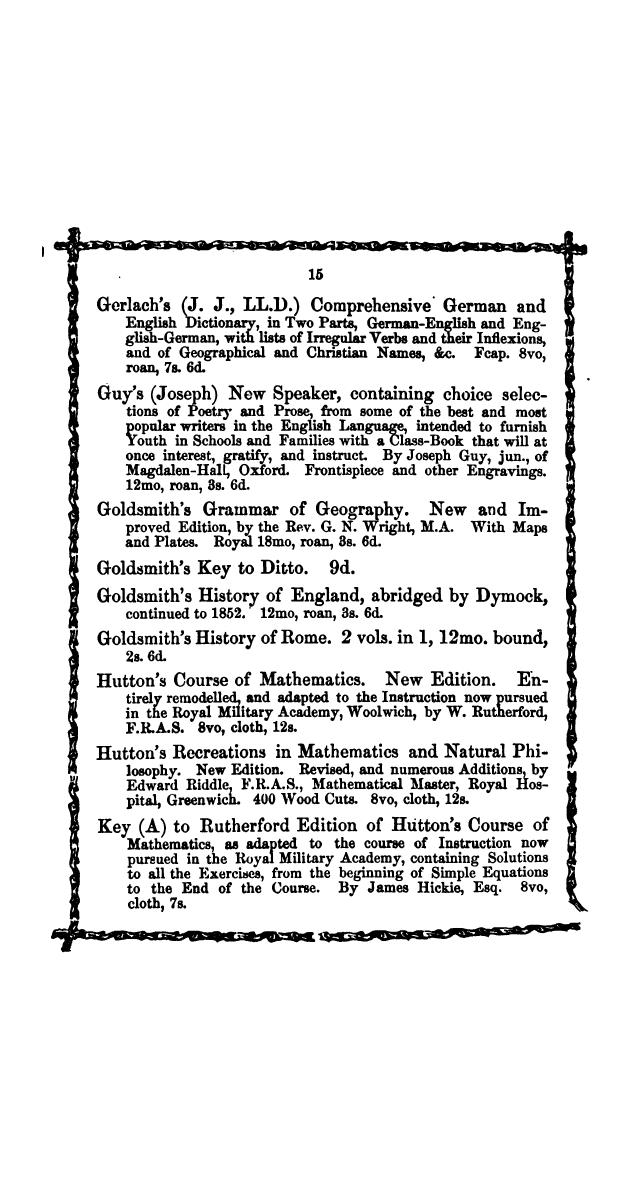 15
Gerlach's (J. J., LL.D.) Comprehensive German and
English Dictionary, in Two Parts, German-English and Eng-
glish-German, with lists of Irregular Verbs and their Inflexions,
and of Geographical and Christian Names, &c. Fcap. 8vo,
roan, 7s. 6d.
Guy's (Joseph) New Speaker, containing choice selec-
tions of Poetry and Prose, from some of the best and most
popular writers in the English Language, intended to furnish
Youth in Schools and Families with a Class-Book that will at
once interest, gratify, and instruct. By Joseph Guy, jun., of
Magdalen-Hall, Oxford. Frontispiece and other Engravings.
12mo, roan, 3s. 6d.
Goldsmith's Grammar of Geography. New and Im-
proved Edition, by the Rev. G. N. Wright, M.A. With Maps
and Plates. Royal 18mo, roan, 3s. 6d.
Goldsmith's Key to Ditto. 9d.
Goldsmith's History of England, abridged by Dymock,
continued to 1852. 12mo, roan, 3s. 6d.
Goldsmith's History of Rome. 2 vols. in 1, 12mo. bound,
2s. 6d.
Hutton's Course of Mathematics. New Edition. En-
tirely remodelled, and adapted to the Instruction now pursued
in the Royal Military Academy, Woolwich, by W. Rutherford,
F.R.A.S. 8vo, cloth, 12s.
Hutton's Recreations in Mathematics and Natural Phi-
losophy. New Edition. Revised, and numerous Additions, by
Edward Riddle, F.R.A.S., Mathematical Master, Royal Hos-
pital, Greenwich. 400 Wood Cuts. 8vo, cloth, 12s.
Key (A) to Rutherford Edition of Hutton's Course of
Mathematics, as adapted to the course of Instruction now
pursued in the Royal Military Academy, containing Solutions
to all the Exercises, from the beginning of Simple Equations
to the End of the Course. By James Hickie, Esq. 8vo,
cloth, 7s.